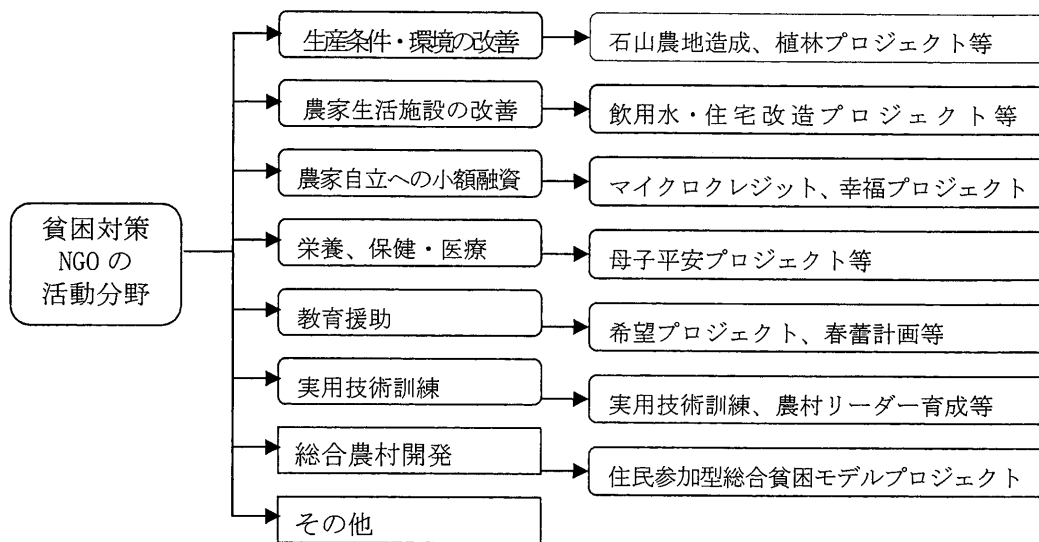 生産条件・環境の改善
石山農地造成、植林プロジェクト等
農家生活施設の改善
飲用水・住宅改造プロジェクト等
農家自立への小額融資
マイクロクレジット、幸福プロジェクト
貧困対策
NGO の
活動分野
栄養、保健・医療
母子平安プロジェクト等
教育援助
希望プロジェクト、春蕾計画等
実用技術訓練
実用技術訓練、農村リーダー育成等
総合農村開発
住民参加型総合貧困モデルプロジェクト
その他